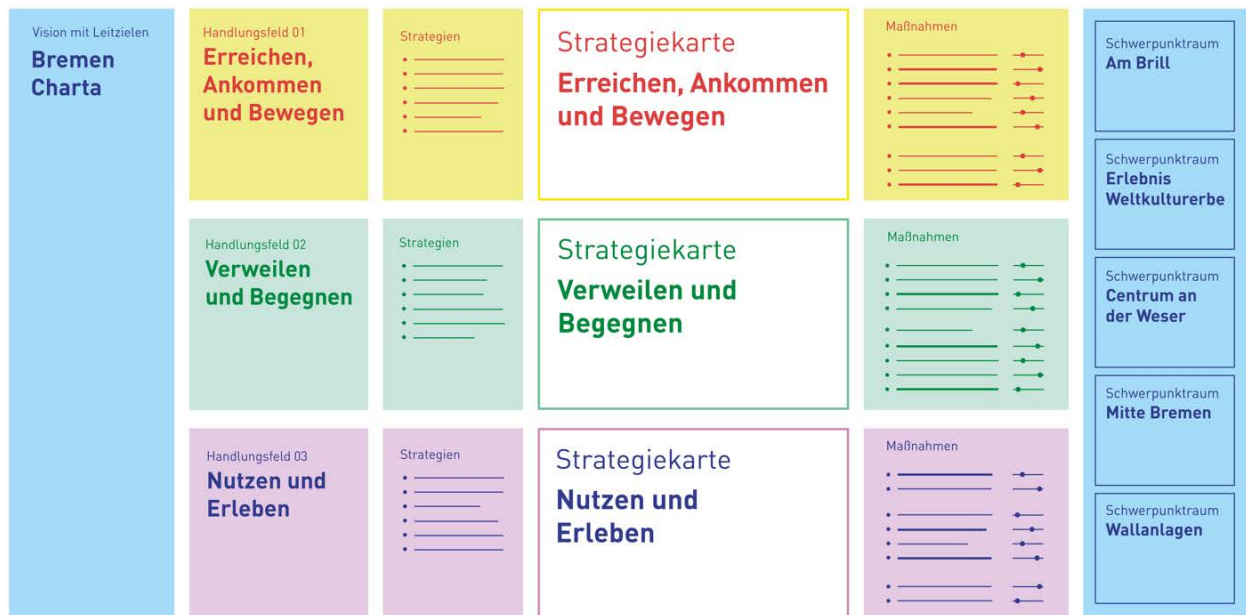 Vision mit Leitzielen
Bremen
Charta
Handlungsfeld 01
Erreichen,
Ankommen
und Bewegen
Strategien
Strategiekarte
Erreichen, Ankommen
und Bewegen
Maßnahmen
Handlungsfeld 02
Verweilen
und Begegnen
Strategien
Strategiekarte
Verweilen und
Begegnen
Maßnahmen
Handlungsfeld 03
Nutzen und
Erleben
Strategien
Strategiekarte
Nutzen und
Erleben
Maßnahmen
Schwerpunktraum
Am Brill
Schwerpunktraum
Erlebnis
Weltkulturerbe
Schwerpunktraum
Centrum an
der Weser
Schwerpunktraum
Mitte Bremen
Schwerpunktraum
Wallanlagen